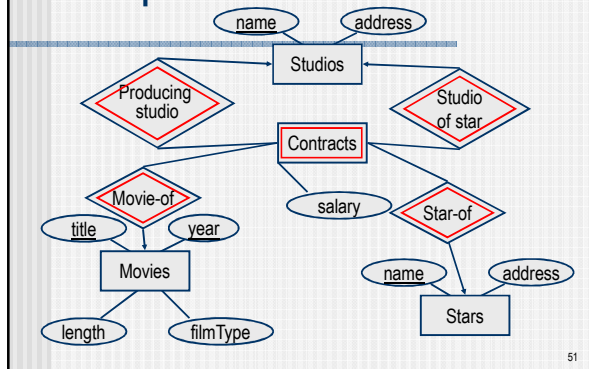 name
address
Studios
Producing
studio
Studio
of star
Contracts
Movie-of
salary
Star-of
title
year
Movies
name
address
length
filmType
Stars
51